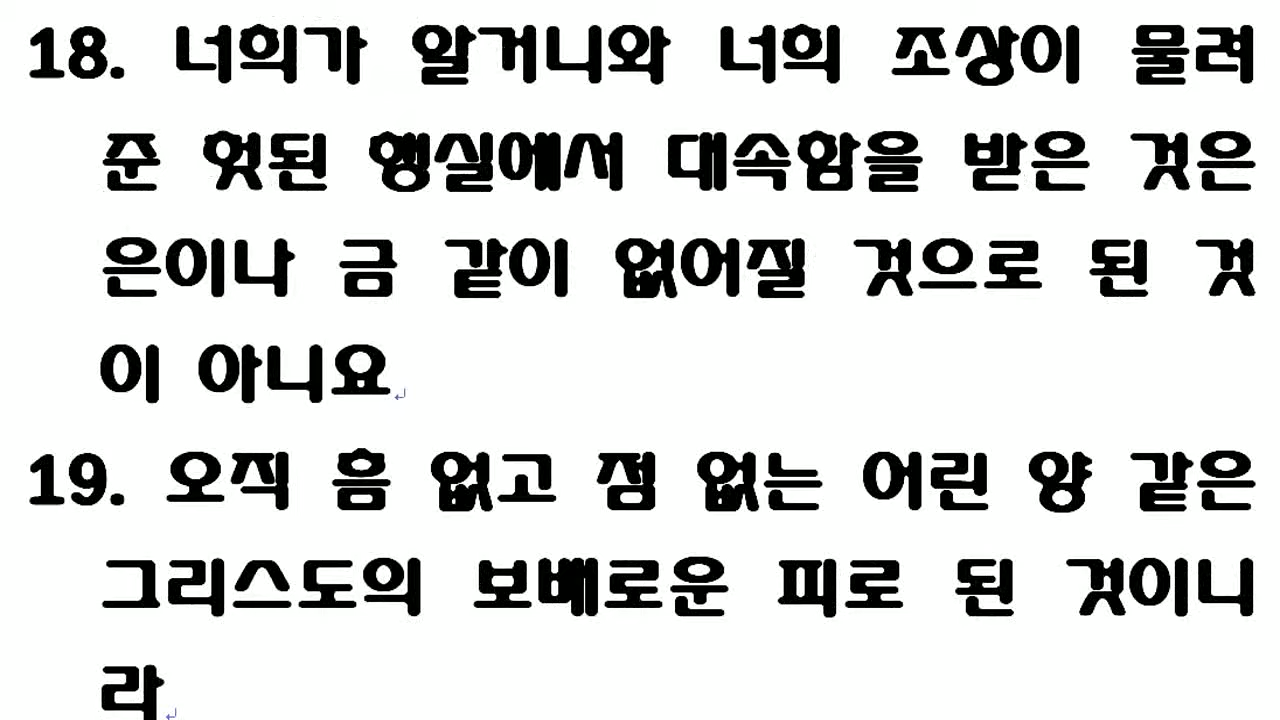 18. 너희가 알거니와 너희 조상이 물려
준 헛된 행실에서 대속함을 받은 것은
은이나 금 같이 없어질 것으로 된 것
이 아니요
19. 오직 흠 없고 점 없는 어린 양 같은
그리스도의 보배로운 피로 된 것이니
라